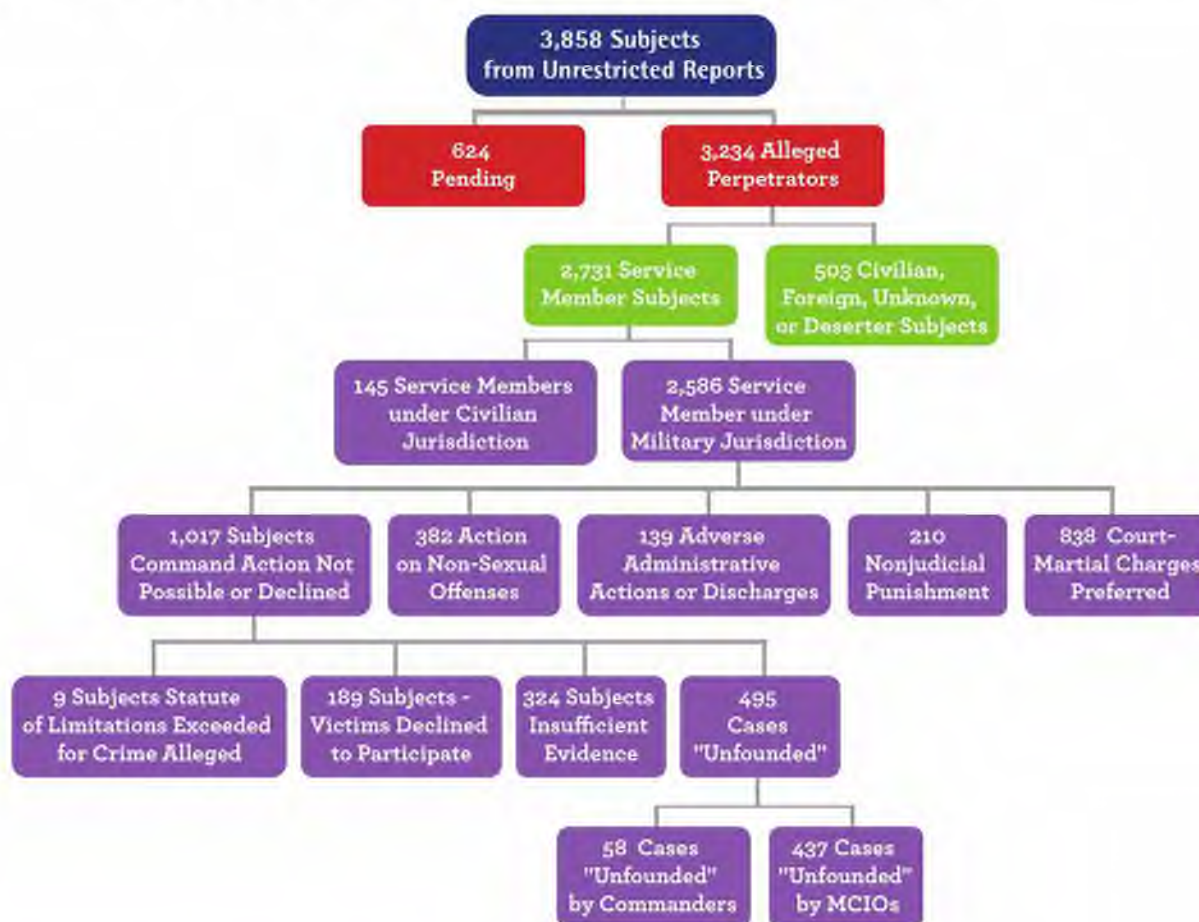 3,858 Subjects
from Unrestricted Reports
624
Pending
3,234 Alleged
Perpetrators
2,731 Service
Member Subjects
503 Civilian,
Foreign, Unknown,
or Deserter Subjects
145 Service Members
under Civilian
Jurisdiction
2,586 Service
Member under
Military Jurisdiction
1,017 Subjects
Command Action Not
Possible or Declined
382 Action
on Non-Sexual
Offenses
139 Adverse
Administrative
Actions or Discharges
210
Nonjudicial
Punishment
838 Court-
Martial Charges
Preferred
9 Subjects Statute
of Limitations Exceeded
for Crime Alleged
189 Subjects -
Victims Declined
to Participate
324 Subjects
Insufficient
Evidence
495
Cases
"Unfounded"
58 Cases
"Unfounded"
by Commanders
437 Cases
"Unfounded"
by MCIOs